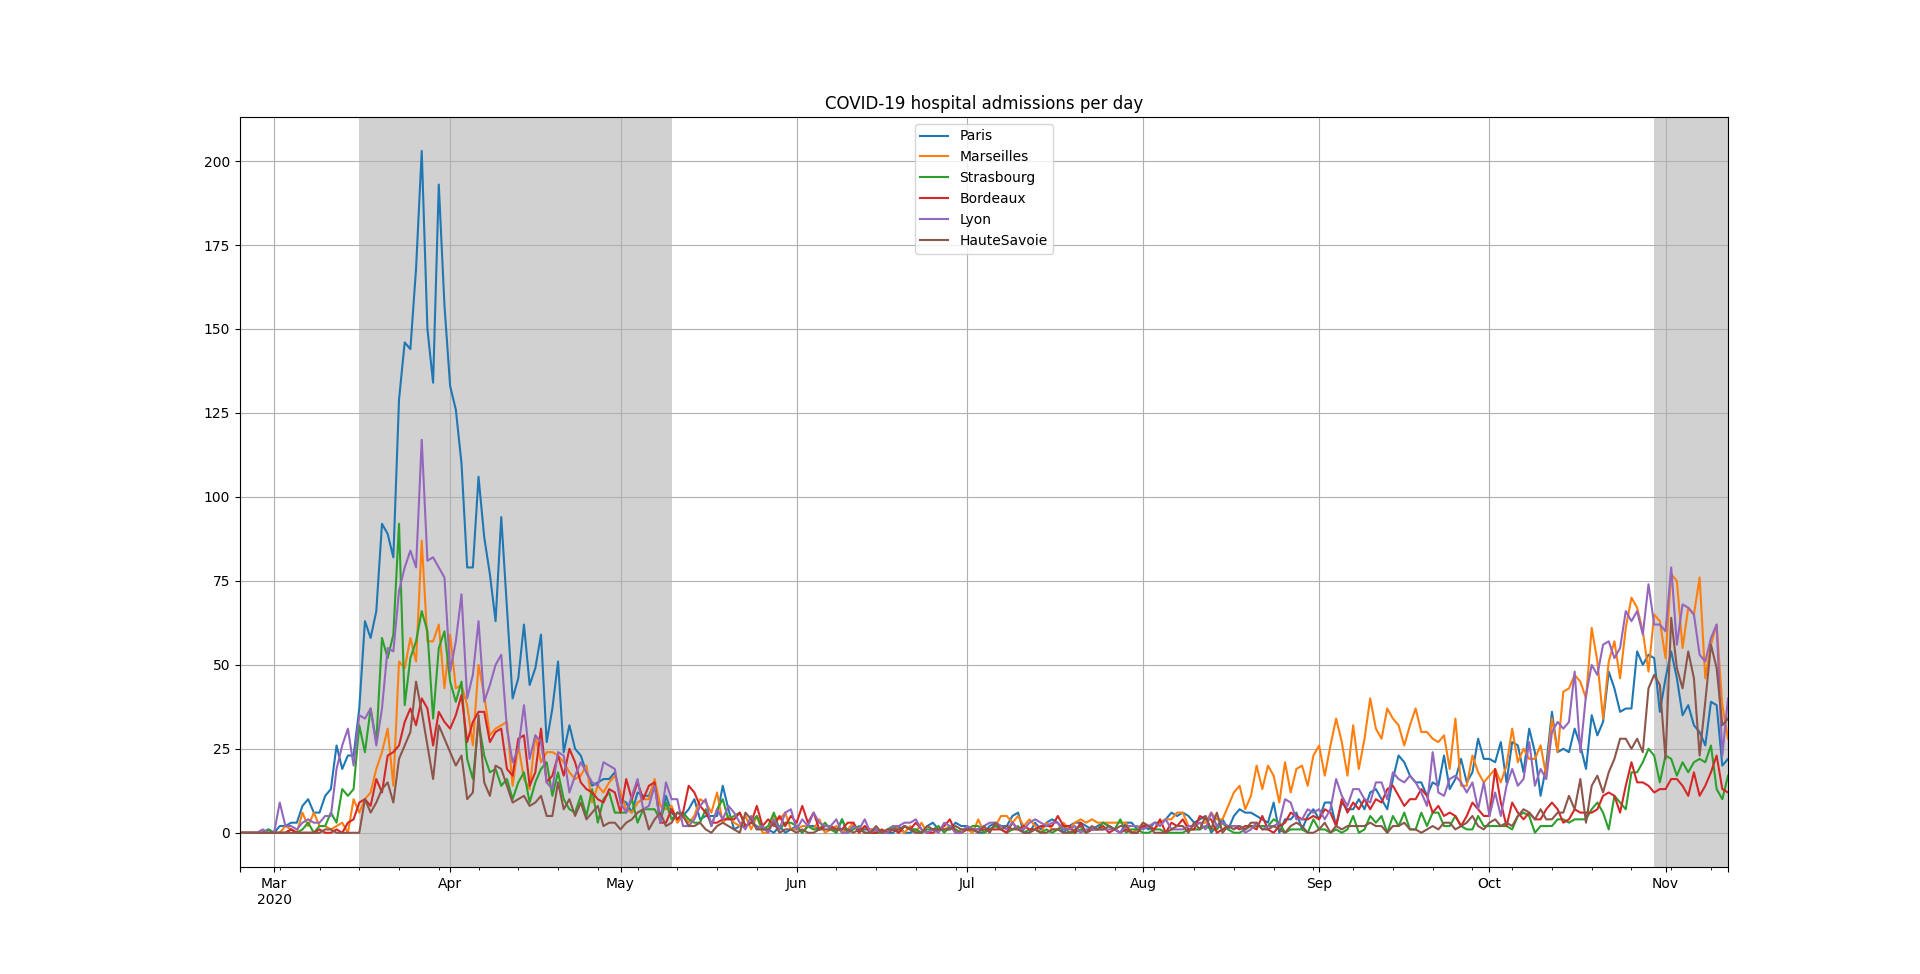 COVID-19 hospital admissions per day
Paris
Marseilles
Strasbourg
Bordeaux
Lyon
HauteSavoie
200
175
150
125
100
75
50
25
0
Mar Apr May Jun Jul Aug Sep Oct Nov
2020